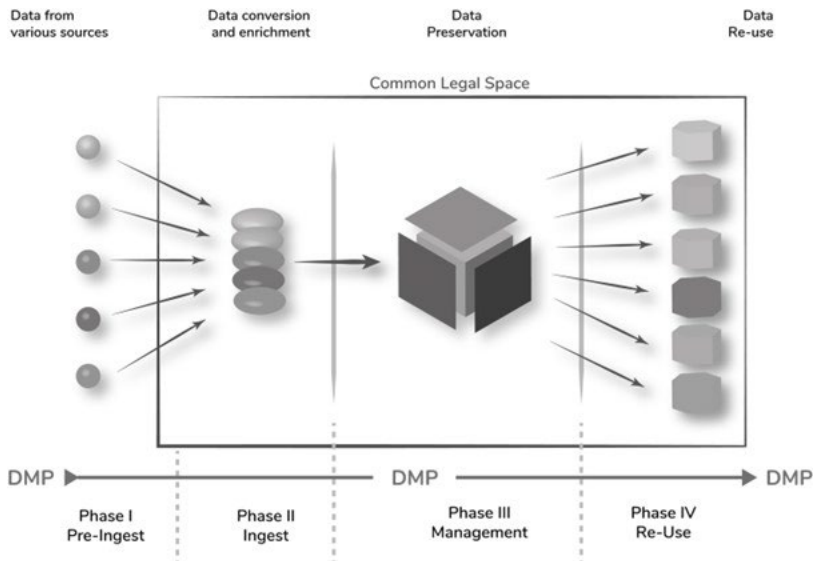 Data from
various sources
Data conversion
and enrichment
Data
Preservation
Data
Re-use
Common Legal Space
DMP
DMP
DMP
Phase I
Pre-Ingest
Phase II
Ingest
Phase III
Management
Phase IV
Re-Use